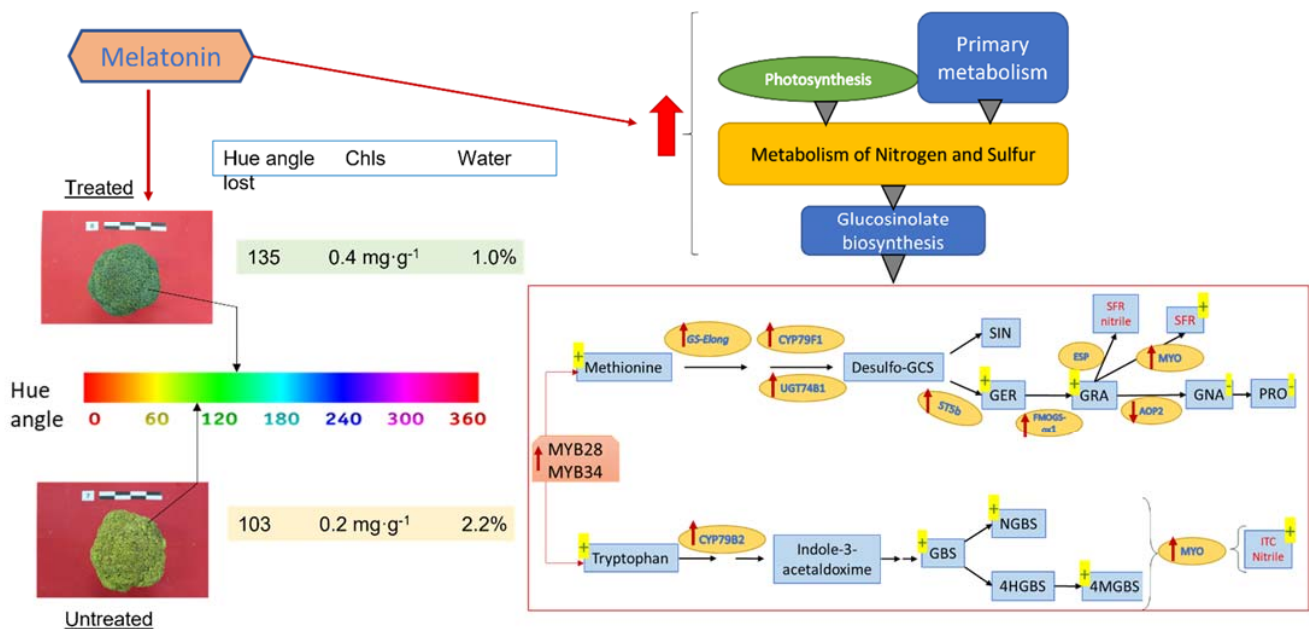 Melatonin
Photosynthesis
Primary
metabolism
Metabolism of Nitrogen and Sulfur
Glucosinolate
biosynthesis
Hue angle Chls Water
lost
Treated
135 0.4 mg·g-1 1.0%
Hue
angle
0 60 120 180 240 300 360
103 0.2 mg·g-1 2.2%
Untreated
MYB28
MYB34
+
Methionine
GS-Elong
CYP79F1
UGT74B1
Desulfo-GCS
SIN
ST5b
+
GER
FMOGS-
ox1
+
GRA
ESP
SFR
nitrile
MYO
SFR
+
AOP2
GNA
-
PRO
-
+
Tryptophan
CYP79B2
Indole-3-
acetaldoxime
+
GBS
+
NGBS
4HGBS
+
4MGBS
MYO
ITC
Nitrile
+